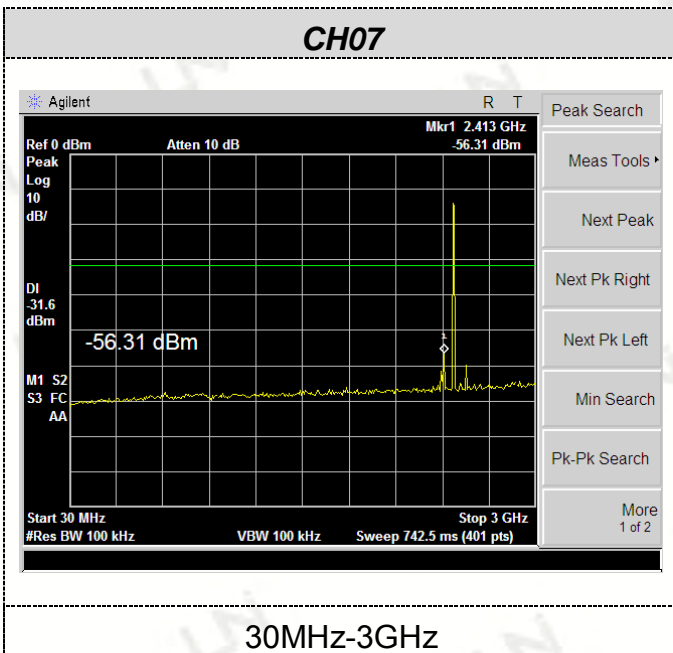 CH07
Agilent R T
Mkr1 2.413 GHz
Ref 0 dBm Atten 10 dB -56.31 dBm
Peak
Log
10
dB/
DI
-31.6
dBm
-56.31 dBm
1
M1 S2
S3 FC
AA
Start 30 MHz Stop 3 GHz
#Res BW 100 kHz VBW 100 kHz Sweep 742.5 ms (401 pts)
Peak Search
Meas Tools
Next Peak
Next Pk Right
Next Pk Left
Min Search
Pk-Pk Search
More
1 of 2
30MHz-3GHz